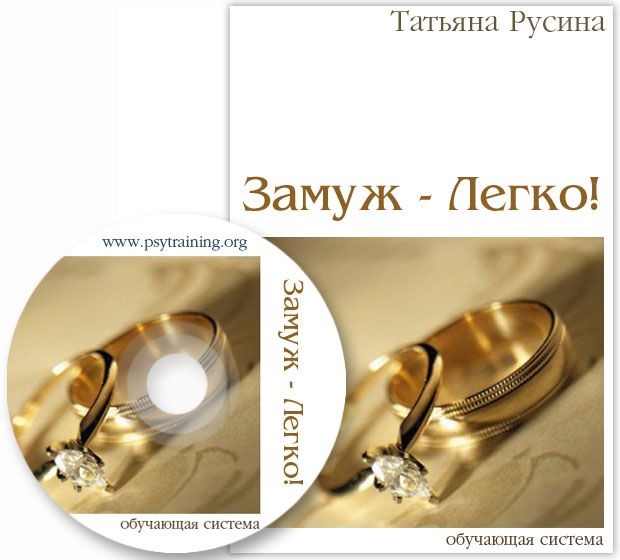 Татьяна Русина
Замуж - Легко!
www.psytraining.org
Замуж - Легко!
обучающая система
обучающая система